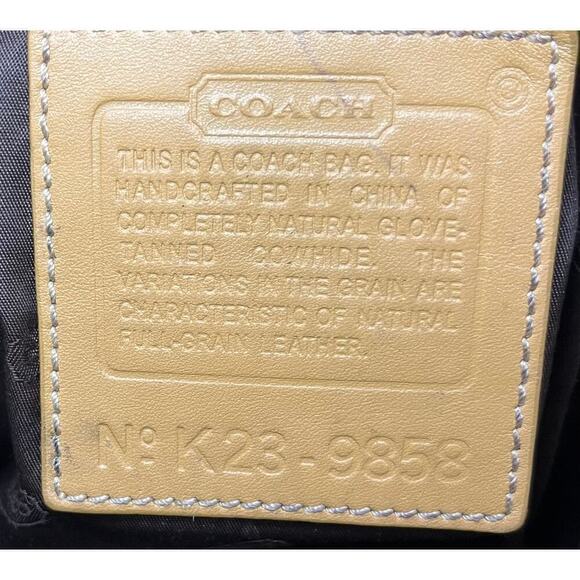 COACH
THIS IS A COACH BAG. IT WAS
HANDCRAFTED IN CHINA OF
COMPLETELY NATURAL GLOVE-
TANNED COWHIDE. THE
VARIATIONS IN THE GRAIN ARE
CHARACTERISTIC OF NATURAL
FULL-GRAIN LEATHER.
Nº K23-9858